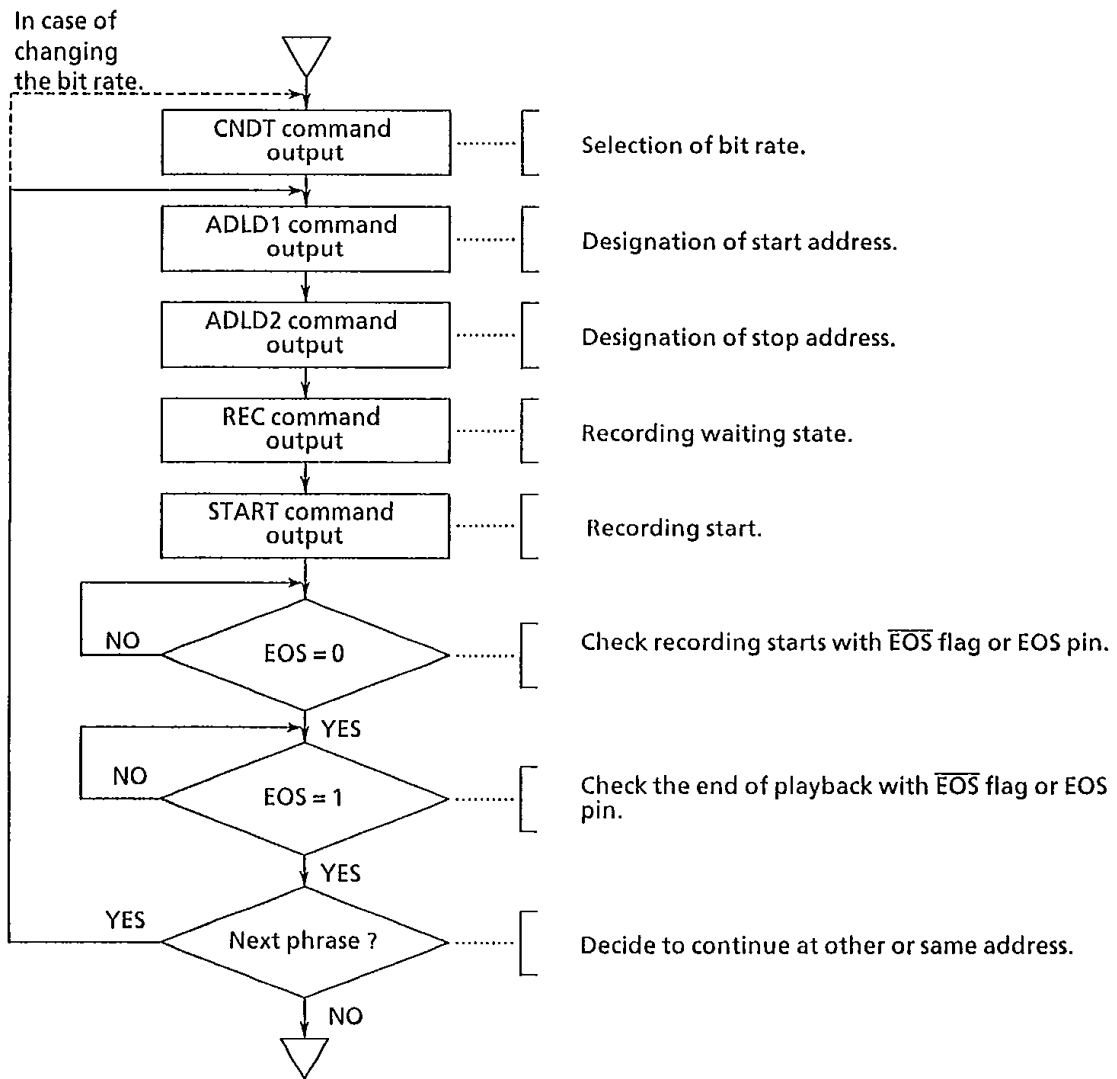 In case of
changing
the bit rate.
CNDT command
output
Selection of bit rate.
ADLD1 command
output
Designation of start address.
ADLD2 command
output
Designation of stop address.
REC command
output
Recording waiting state.
START command
output
Recording start.
NO
EOS = 0
Check recording starts with E̅O̅S̅ flag or EOS pin.
YES
NO
EOS = 1
Check the end of playback with E̅O̅S̅ flag or EOS
pin.
YES
YES
Next phrase ?
Decide to continue at other or same address.
NO